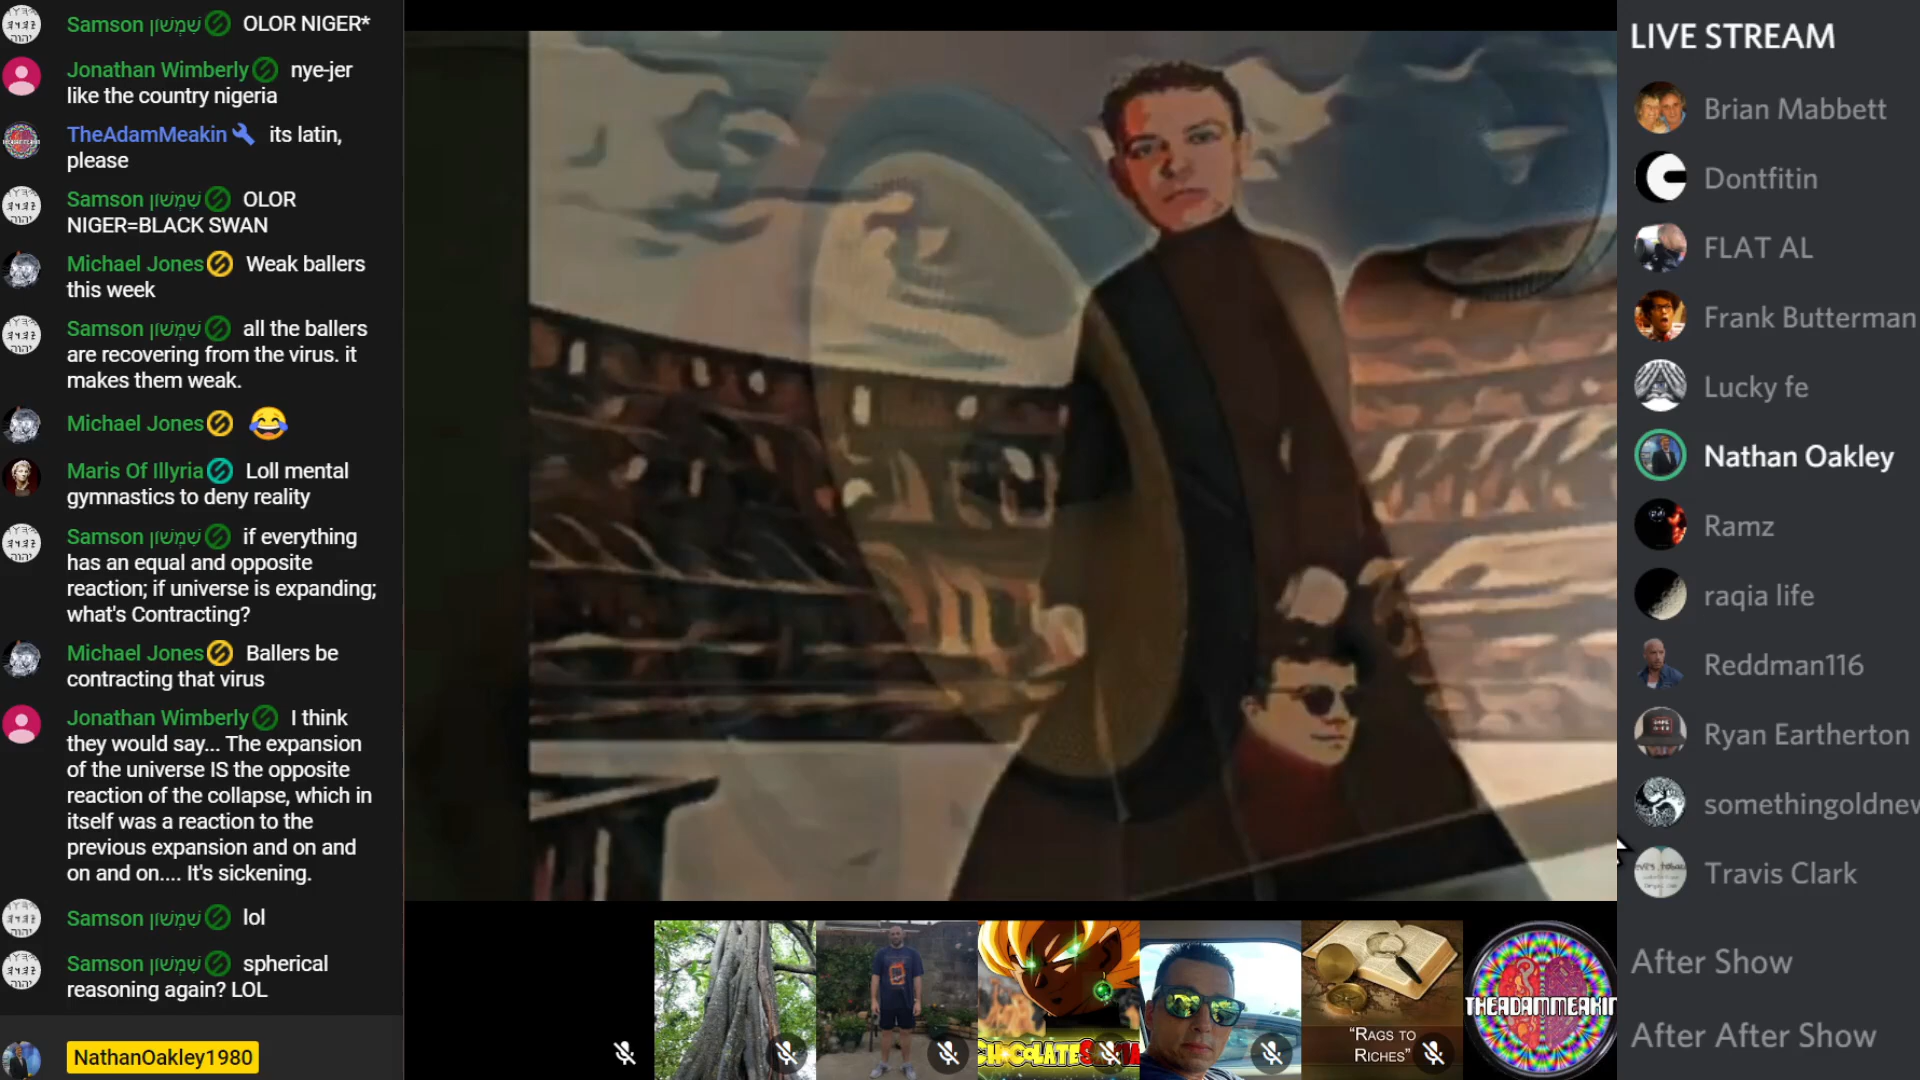 Samson שִׁמְשׁוֹן| OLOR NIGER*
Jonathan Wimberly nye-jer
like the country nigeria
TheAdamMeakin its latin,
please
Samson שִׁמְשׁוֹן| OLOR
NIGER=BLACK SWAN
Michael Jones Weak ballers
this week
Samson שִׁמְשׁוֹן| all the ballers
are recovering from the virus. it
makes them weak.
Michael Jones 😂
Maris Of Illyria Loll mental
gymnastics to deny reality
Samson שִׁמְשׁוֹן| if everything
has an equal and opposite
reaction; if universe is expanding;
what's Contracting?
Michael Jones Ballers be
contracting that virus
Jonathan Wimberly I think
they would say... The expansion
of the universe IS the opposite
reaction of the collapse, which in
itself was a reaction to the
previous expansion and on and
on and on.... It's sickening.
Samson שִׁמְשׁוֹן| lol
Samson שִׁמְשׁוֹן| spherical
reasoning again? LOL
NathanOakley1980
"RAGS TO
RICHES"
THEADAMMEAKIN
LIVE STREAM
Brian Mabbett
Dontfitin
FLAT AL
Frank Butterman
Lucky fe
Nathan Oakley
Ramz
raqia life
Reddman116
Ryan Eartherton
somethingoldnew
Travis Clark
After Show
After After Show